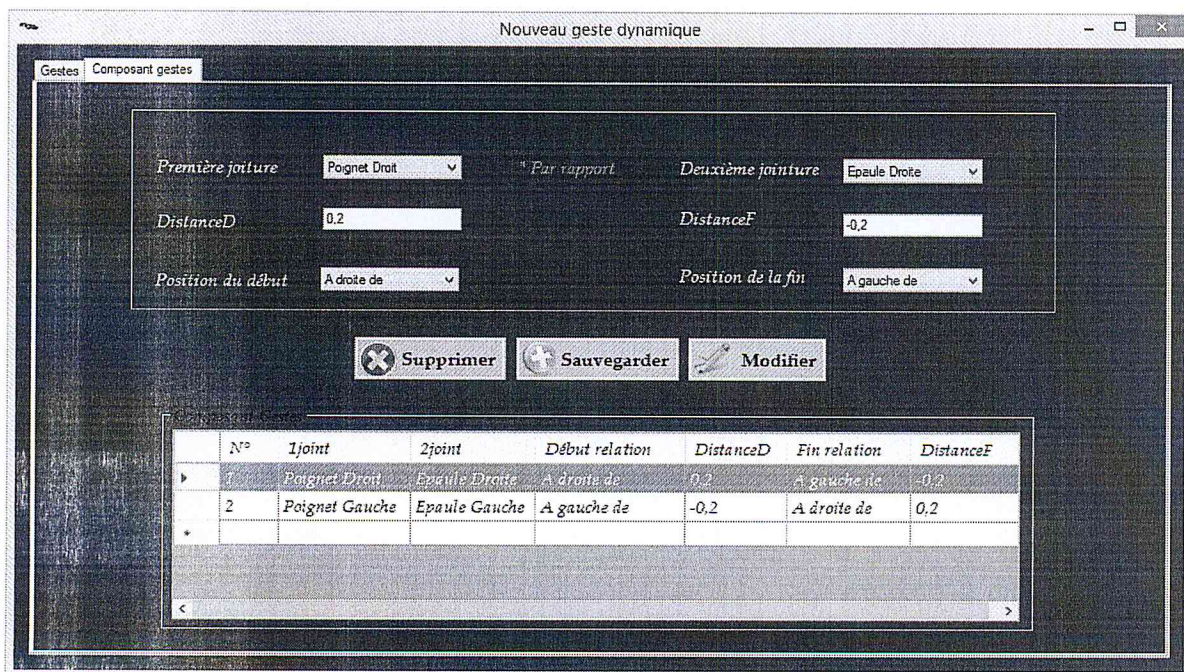 Nouveau geste dynamique
Gestes Composant gestes
Première joiture Poignet Droit * Par rapport Deuxième jointure Epaule Droite
DistanceD 0,2 DistanceF -0,2
Position du début A droite de Position de la fin A gauche de
Supprimer Sauvegarder Modifier
Composant Gestes
N° 1joint 2joint Début relation DistanceD Fin relation DistanceF
1 Poignet Droit Epaule Droite A droite de 0,2 A gauche de -0,2
2 Poignet Gauche Epaule Gauche A gauche de -0,2 A droite de 0,2